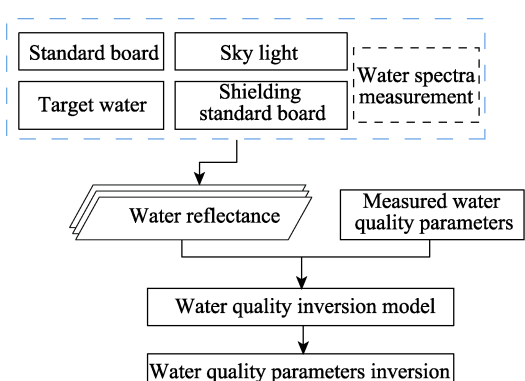 Standard board
Sky light
Water spectra
measurement
Target water
Shielding
standard board
Water reflectance
Measured water
quality parameters
Water quality inversion model
Water quality parameters inversion